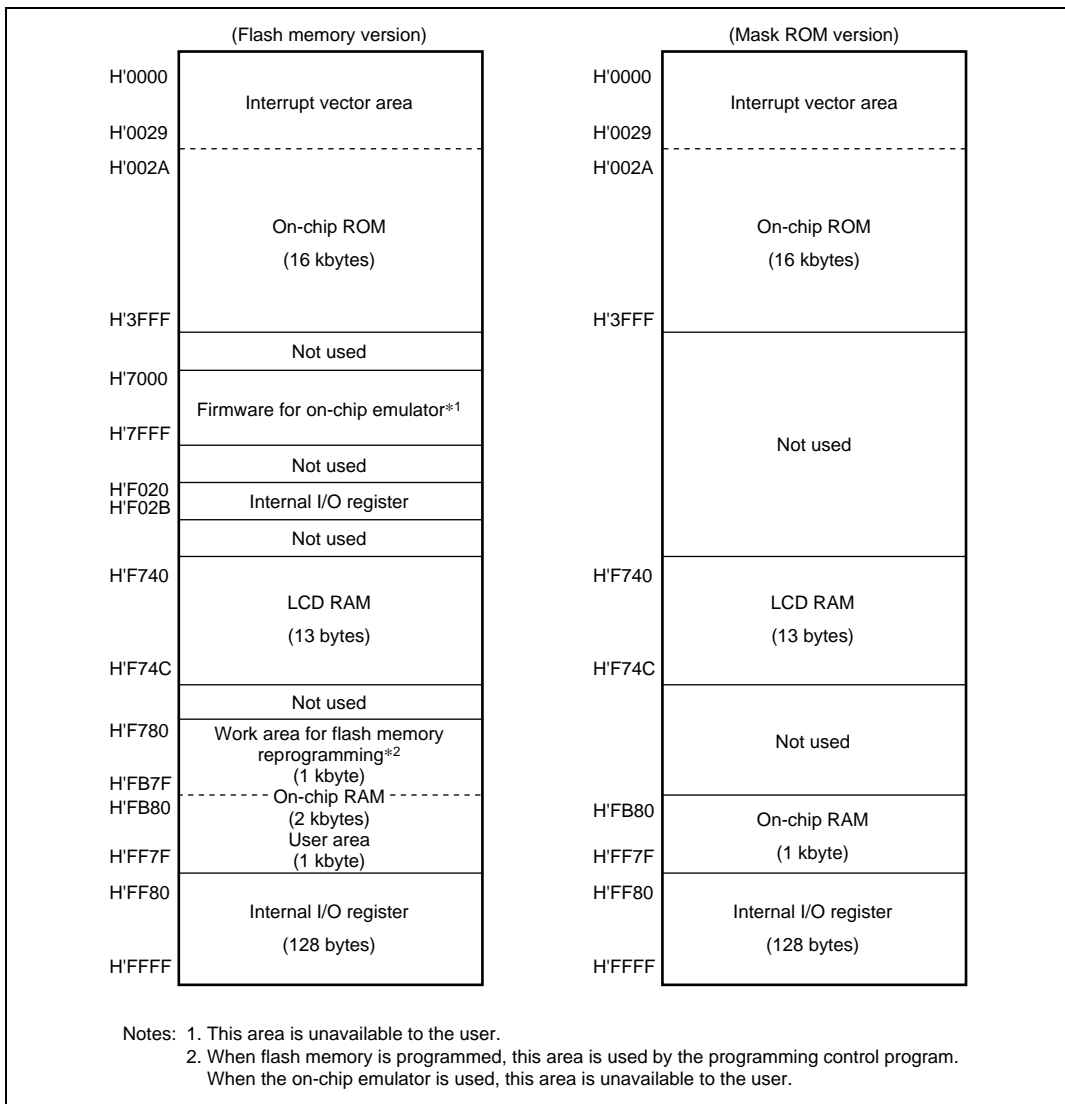 (Flash memory version)
H'0000
Interrupt vector area
H'0029
H'002A
On-chip ROM
(16 kbytes)
H'3FFF
Not used
H'7000
Firmware for on-chip emulator*1
H'7FFF
Not used
H'F020
Internal I/O register
H'F02B
Not used
H'F740
LCD RAM
(13 bytes)
H'F74C
Not used
H'F780
Work area for flash memory
reprogramming*2
(1 kbyte)
H'FB7F
On-chip RAM
H'FB80
(2 kbytes)
User area
H'FF7F
(1 kbyte)
H'FF80
Internal I/O register
(128 bytes)
H'FFFF
(Mask ROM version)
H'0000
Interrupt vector area
H'0029
H'002A
On-chip ROM
(16 kbytes)
H'3FFF
Not used
H'F740
LCD RAM
(13 bytes)
H'F74C
Not used
H'FB80
On-chip RAM
(1 kbyte)
H'FF7F
H'FF80
Internal I/O register
(128 bytes)
H'FFFF
Notes: 1. This area is unavailable to the user.
2. When flash memory is programmed, this area is used by the programming control program.
When the on-chip emulator is used, this area is unavailable to the user.